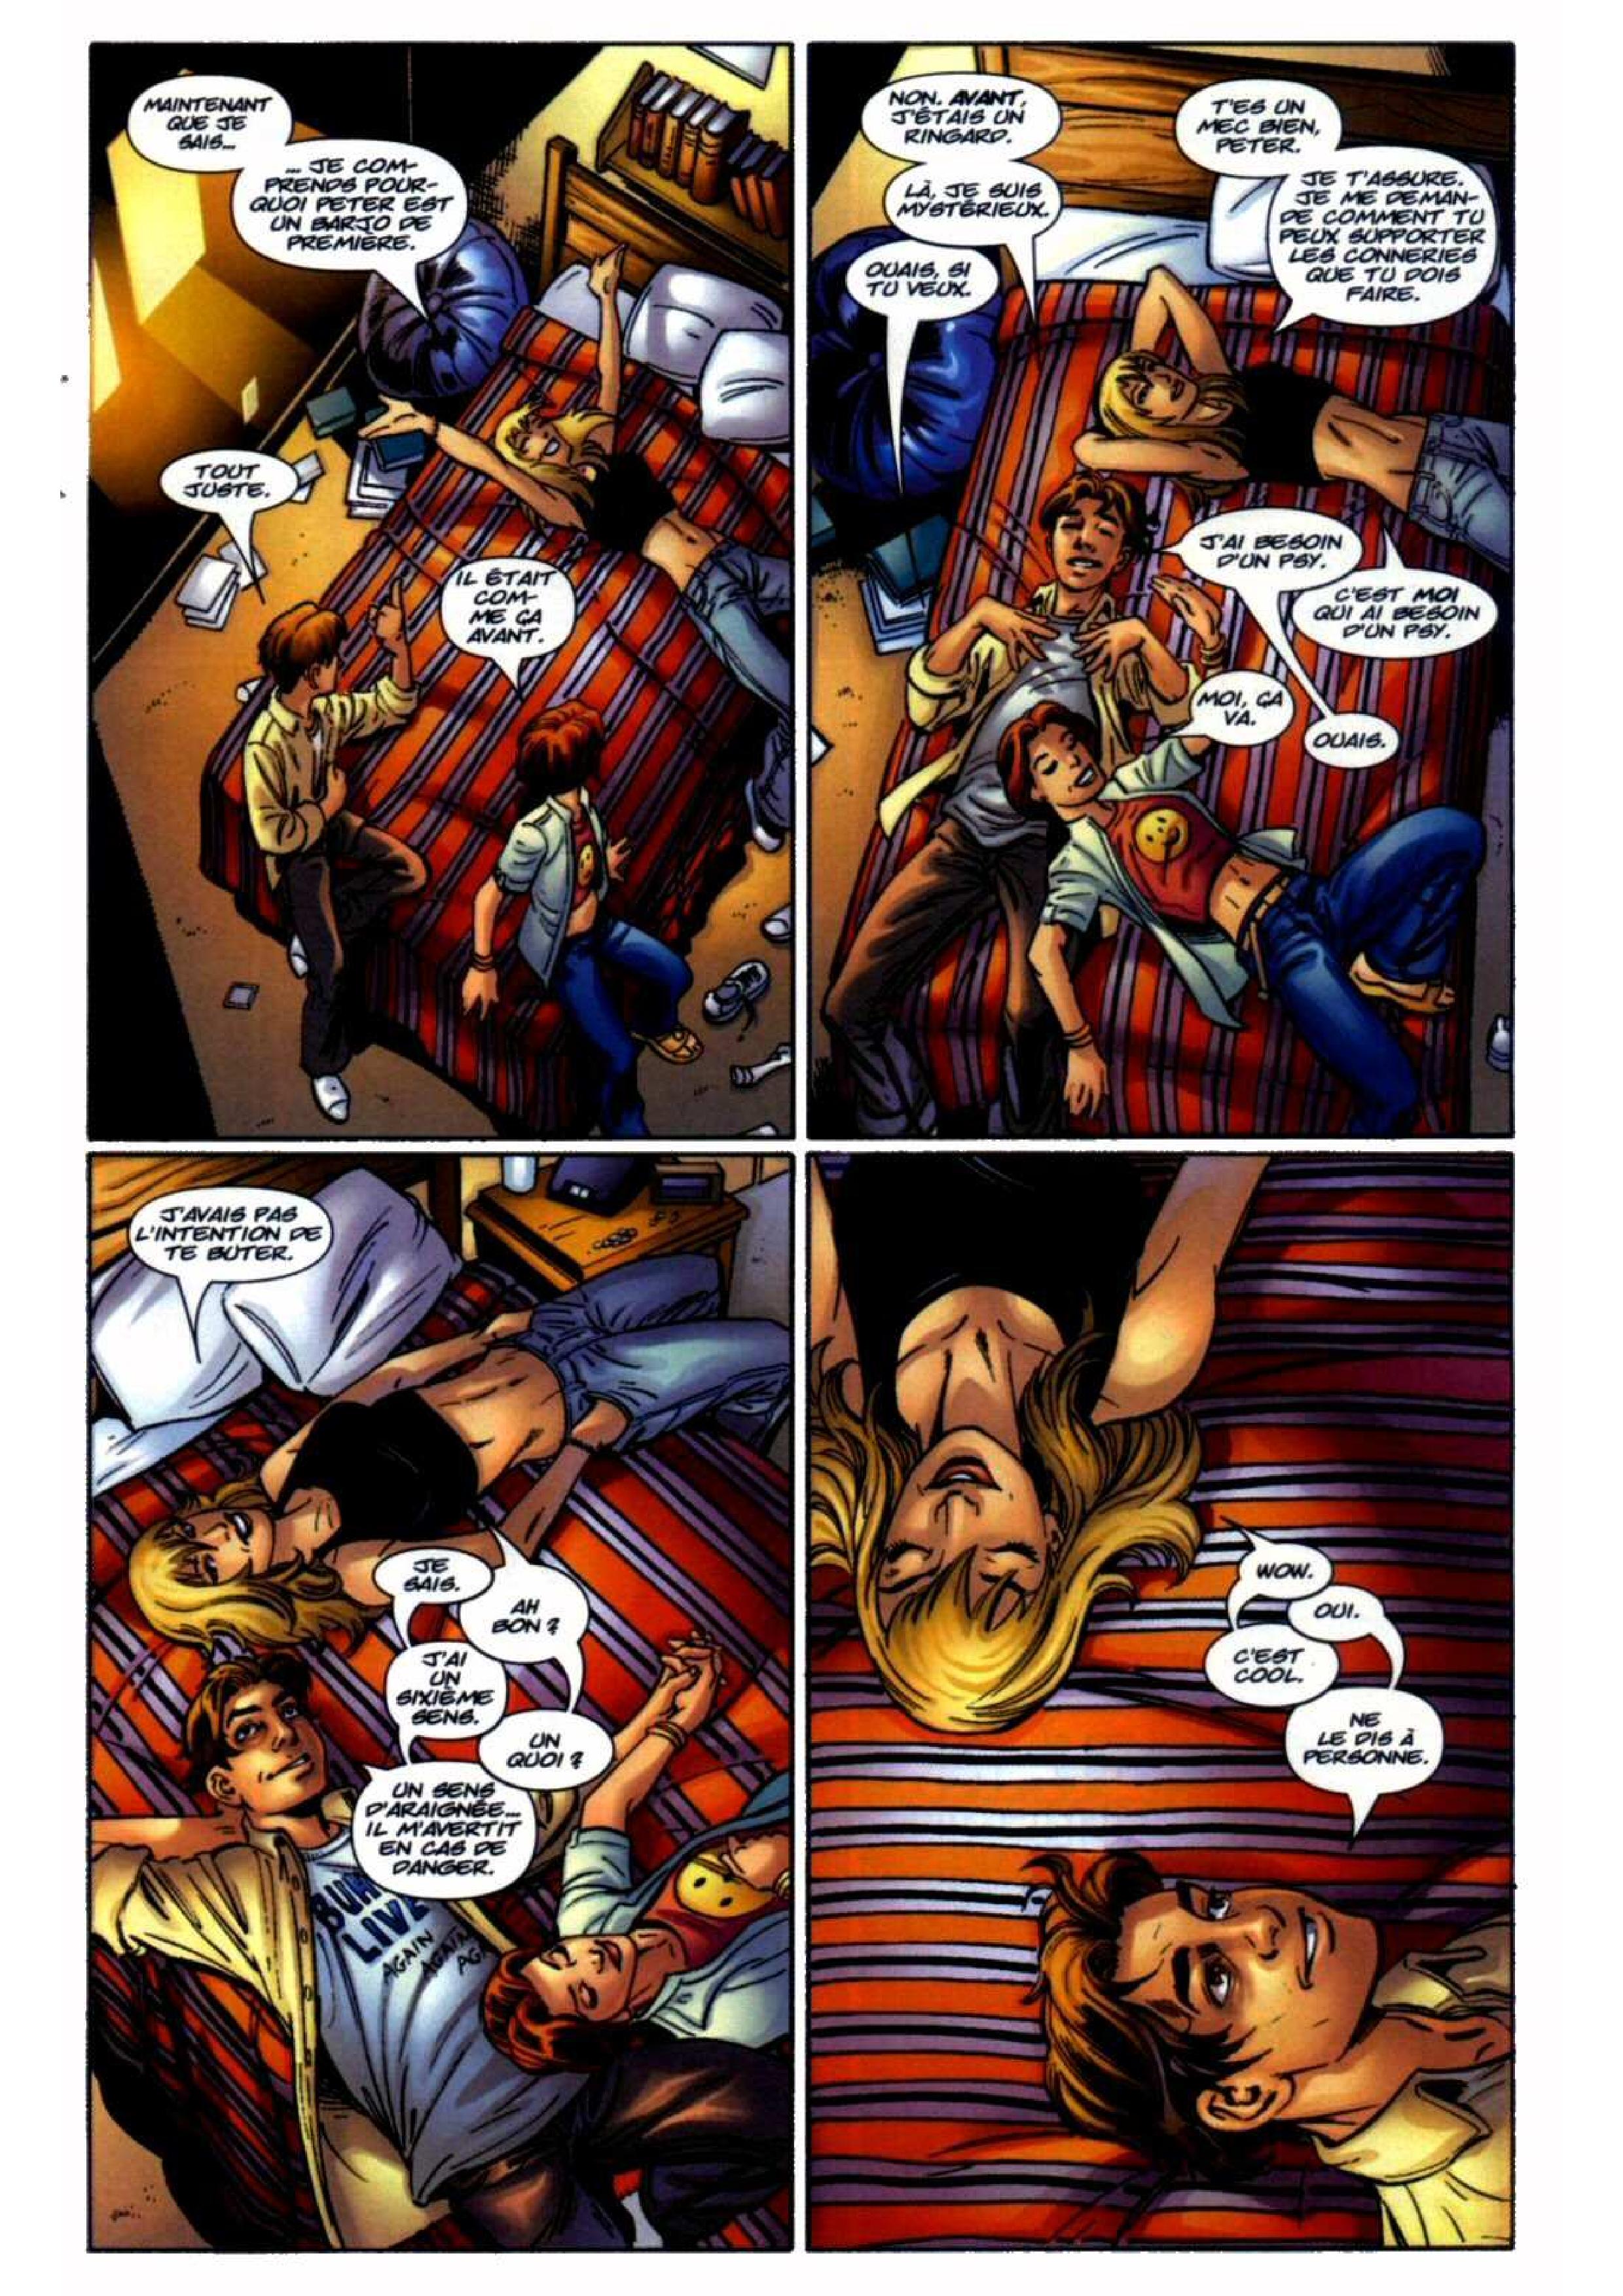 MAINTENANT
QUE JE
SAIS...
... JE COM-
PRENDS POUR-
QUOI PETER EST
UN BARJO DE
PREMIÈRE.
TOUT
JUSTE.
IL ÉTAIT
COM-
ME ÇA
AVANT.
NON. AVANT,
J'ÉTAIS UN
RINGARD.
LÀ, JE SUIS
MYSTÉRIEUX.
OUAIS, SI
TU VEUX.
T'ES UN
MEC BIEN,
PETER.
JE T'ASSURE.
JE ME DEMAN-
DE COMMENT TU
PEUX SUPPORTER
LES CONNERIES
QUE TU DOIS
FAIRE.
J'AI BESOIN
D'UN PSY.
C'EST MOI
QUI AI BESOIN
D'UN PSY.
MOI, ÇA
VA.
OUAIS.
J'AVAIS PAS
L'INTENTION DE
TE BUTER.
JE
SAIS.
AH
BON ?
J'AI
UN
SIXIÈME
SENS.
UN
QUOI ?
UN SENS
D'ARAIGNÉE...
IL M'AVERTIT
EN CAS DE
DANGER.
LIVE
AGAIN
AGAIN
WOW.
OUI.
C'EST
COOL.
NE
LE DIS À
PERSONNE.